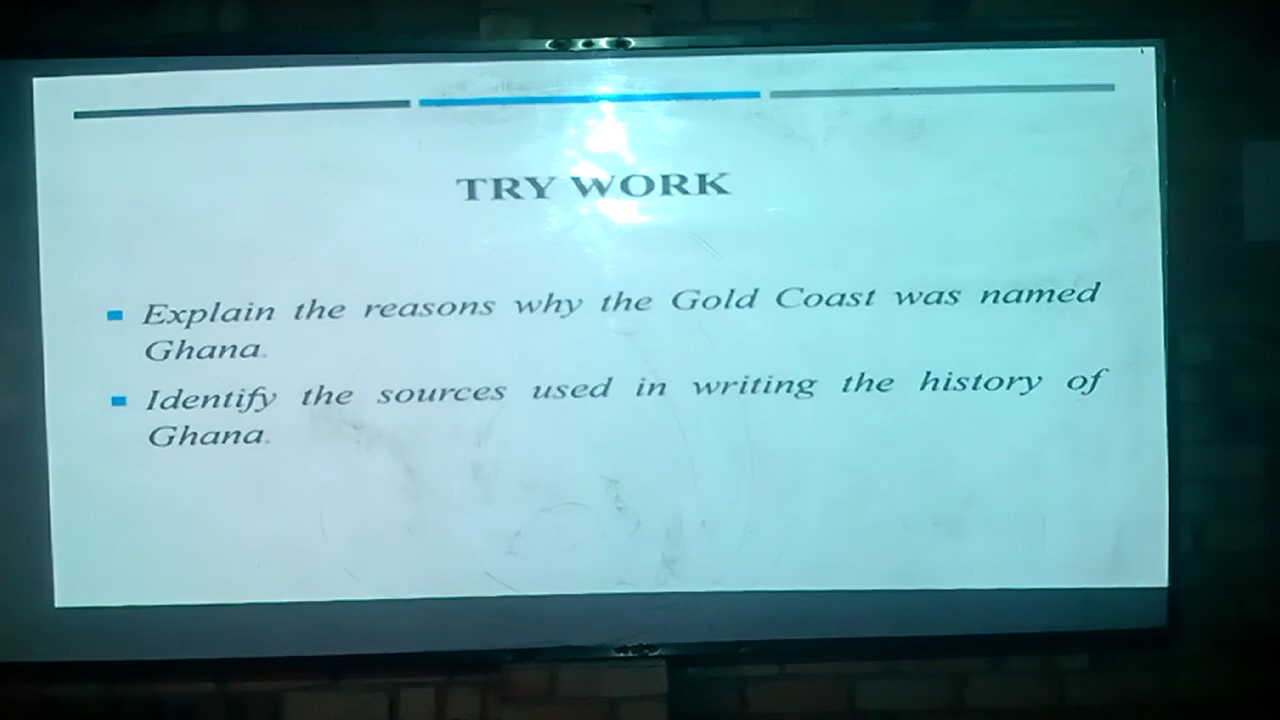 TRY WORK
Explain the reasons why the Gold Coast was named
Ghana.
Identify the sources used in writing the history of
Ghana.